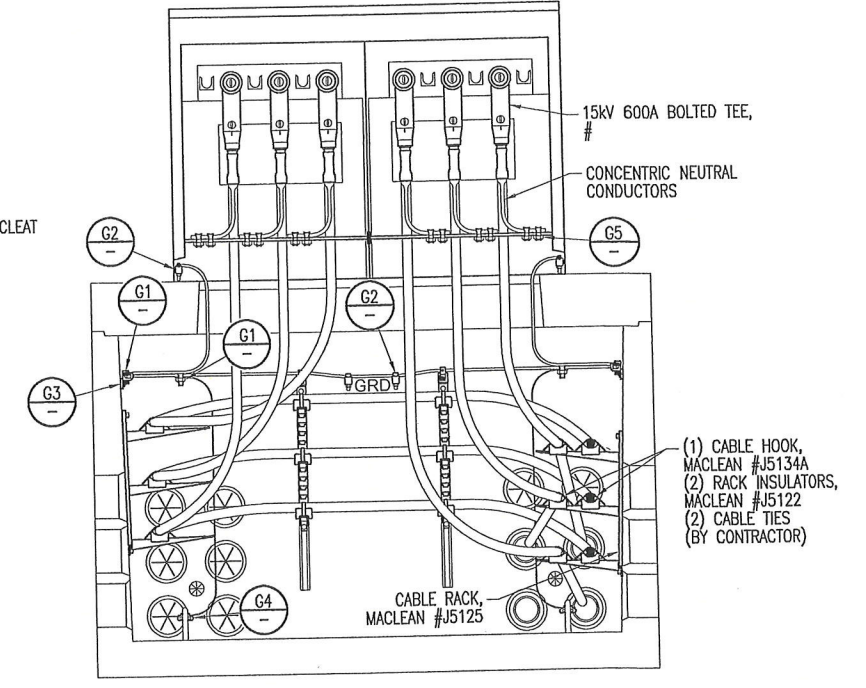 15kV 600A BOLTED TEE,
#
CONCENTRIC NEUTRAL
CONDUCTORS
CLEAT
G2
–
G5
–
G1
–
G2
–
G1
–
G3
–
GRD
(1) CABLE HOOK,
MACLEAN #J5134A
(2) RACK INSULATORS,
MACLEAN #J5122
(2) CABLE TIES
(BY CONTRACTOR)
CABLE RACK,
MACLEAN #J5125
G4
–